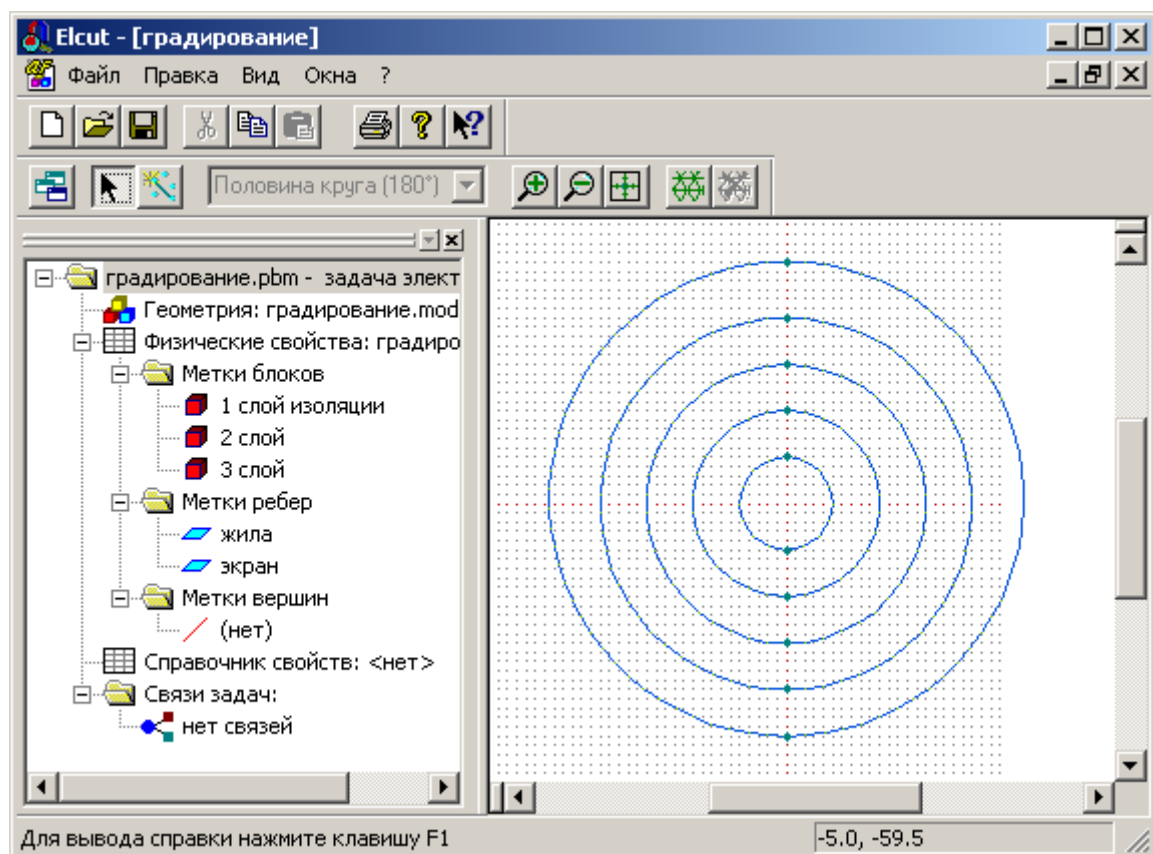 Elcut - [градирование]
Файл Правка Вид Окна ?
Половина круга (180°)
градирование.pbm - задача элект
Геометрия: градирование.mod
Физические свойства: градиро
Метки блоков
1 слой изоляции
2 слой
3 слой
Метки ребер
жила
экран
Метки вершин
(нет)
Справочник свойств: <нет>
Связи задач:
нет связей
Для вывода справки нажмите клавишу F1
-5.0, -59.5